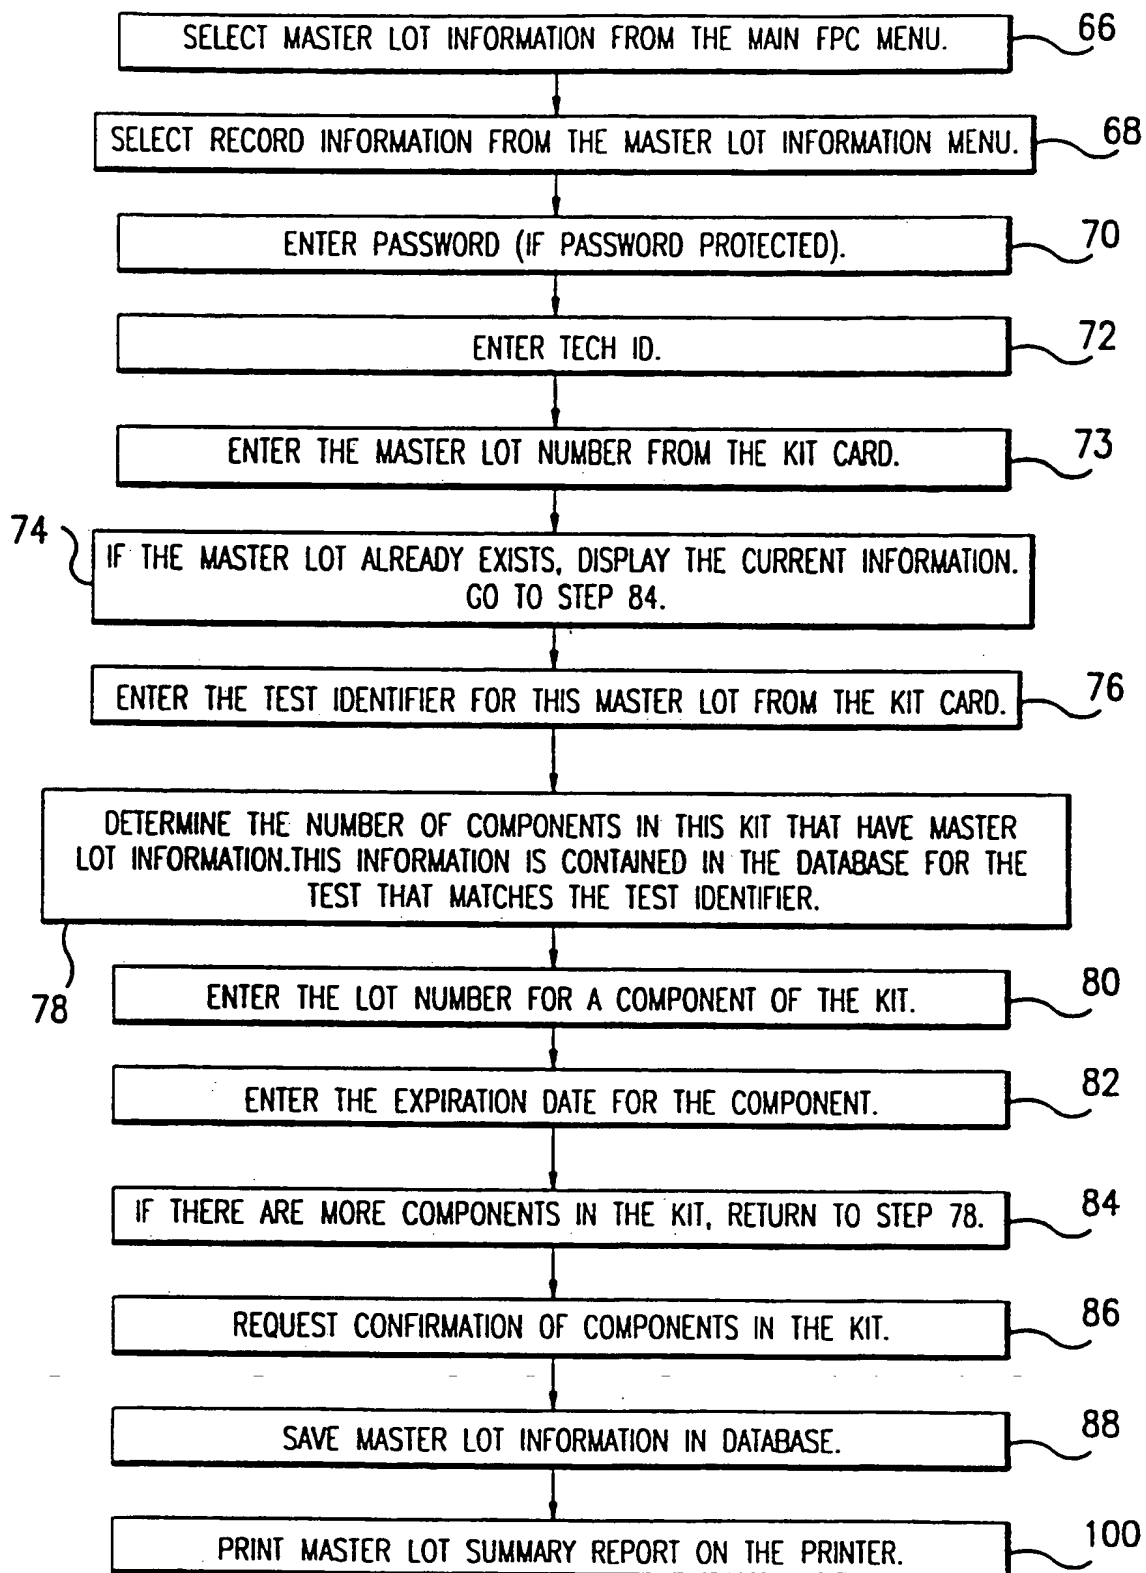 SELECT MASTER LOT INFORMATION FROM THE MAIN FPC MENU.
66
SELECT RECORD INFORMATION FROM THE MASTER LOT INFORMATION MENU.
68
ENTER PASSWORD (IF PASSWORD PROTECTED).
70
ENTER TECH ID.
72
ENTER THE MASTER LOT NUMBER FROM THE KIT CARD.
73
74
IF THE MASTER LOT ALREADY EXISTS, DISPLAY THE CURRENT INFORMATION.
GO TO STEP 84.
ENTER THE TEST IDENTIFIER FOR THIS MASTER LOT FROM THE KIT CARD.
76
DETERMINE THE NUMBER OF COMPONENTS IN THIS KIT THAT HAVE MASTER
LOT INFORMATION.THIS INFORMATION IS CONTAINED IN THE DATABASE FOR THE
TEST THAT MATCHES THE TEST IDENTIFIER.
78
ENTER THE LOT NUMBER FOR A COMPONENT OF THE KIT.
80
ENTER THE EXPIRATION DATE FOR THE COMPONENT.
82
IF THERE ARE MORE COMPONENTS IN THE KIT, RETURN TO STEP 78.
84
REQUEST CONFIRMATION OF COMPONENTS IN THE KIT.
86
SAVE MASTER LOT INFORMATION IN DATABASE.
88
PRINT MASTER LOT SUMMARY REPORT ON THE PRINTER.
100